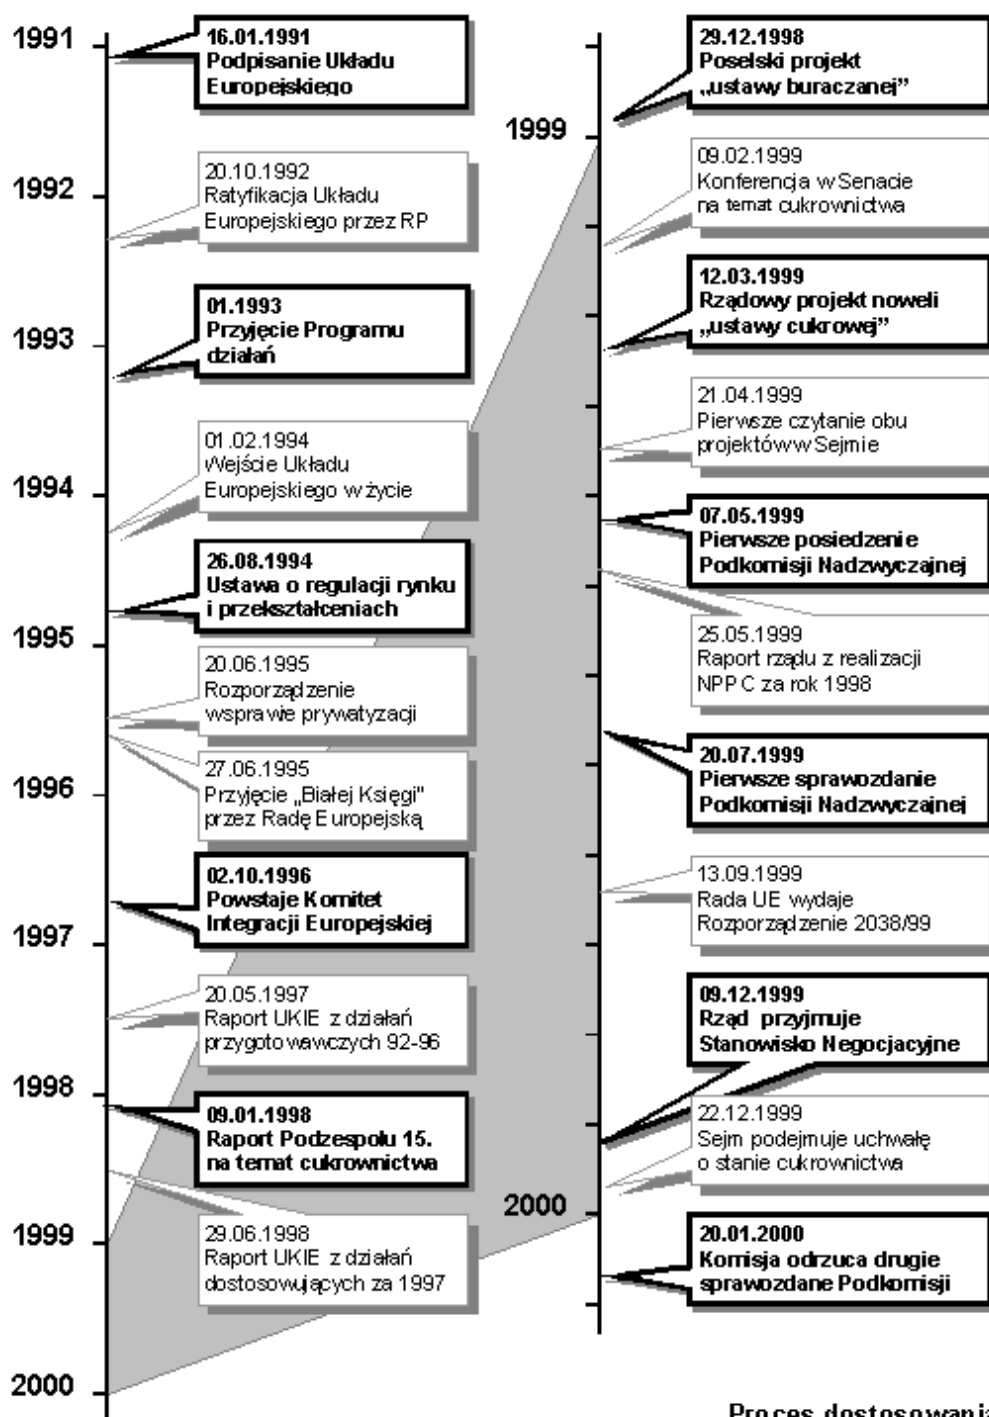 1991
16.01.1991
Podpisanie Układu
Europejskiego
1992
20.10.1992
Ratyfikacja Układu
Europejskiego przez RP
01.1993
Przyjęcie Programu
działań
1993
01.02.1994
Wejście Układu
Europejskiego w życie
1994
26.08.1994
Ustawa o regulacji rynku
i przekształceniach
1995
20.06.1995
Rozporządzenie
wsprawie prywatyzacji
27.06.1995
Przyjęcie „Białej Księgi"
przez Radę Europejską
1996
02.10.1996
Powstaje Komitet
Integracji Europejskiej
1997
20.05.1997
Raport UKIE z działań
przygotowawczych 92-96
1998
09.01.1998
Raport Podzespołu 15.
na temat cukrownictwa
29.06.1998
Raport UKIE z działań
dostosowujących za 1997
1999
2000
29.12.1998
Poselski projekt
„ustawy buraczanej"
1999
09.02.1999
Konferencja w Senacie
na temat cukrownictwa
12.03.1999
Rządowy projekt noweli
„ustawy cukrowej"
21.04.1999
Pierwsze czytanie obu
projektów w Sejmie
07.05.1999
Pierwsze posiedzenie
Podkomisji Nadzwyczajnej
25.05.1999
Raport rządu z realizacji
NPPC za rok 1998
20.07.1999
Pierwsze sprawozdanie
Podkomisji Nadzwyczajnej
13.09.1999
Rada UE wydaje
Rozporządzenie 2038/99
09.12.1999
Rząd przyjmuje
Stanowisko Negocjacyjne
22.12.1999
Sejm podejmuje uchwałę
o stanie cukrownictwa
2000
20.01.2000
Komisja odrzuca drugie
sprawozdane Podkomisji
Proces dostosowania